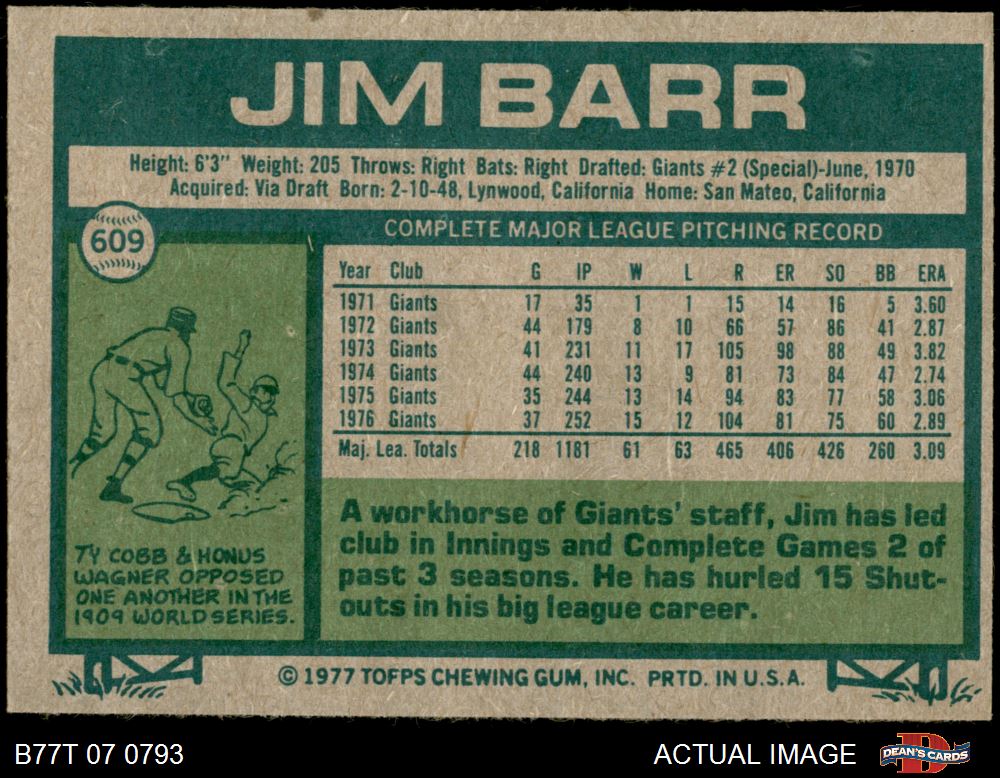 JIM BARR
Height: 6'3" Weight: 205 Throws: Right Bats: Right Drafted: Giants #2 (Special)-June, 1970
Acquired: Via Draft Born: 2-10-48, Lynwood, California Home: San Mateo, California
609
COMPLETE MAJOR LEAGUE PITCHING RECORD
Year Club G IP W L R ER SO BB ERA
1971 Giants 17 35 1 1 15 14 16 5 3.60
1972 Giants 44 179 8 10 66 57 86 41 2.87
1973 Giants 41 231 11 17 105 98 88 49 3.82
1974 Giants 44 240 13 9 81 73 84 47 2.74
1975 Giants 35 244 13 14 94 83 77 58 3.06
1976 Giants 37 252 15 12 104 81 75 60 2.89
Maj. Lea. Totals 218 1181 61 63 465 406 426 260 3.09
A workhorse of Giants' staff, Jim has led
club in Innings and Complete Games 2 of
past 3 seasons. He has hurled 15 Shut-
outs in his big league career.
TY COBB & HONUS
WAGNER OPPOSED
ONE ANOTHER IN THE
1909 WORLD SERIES.
© 1977 TOPPS CHEWING GUM, INC. PRTD. IN U.S.A.
B77T 07 0793
ACTUAL IMAGE
D
DEAN'S CARDS